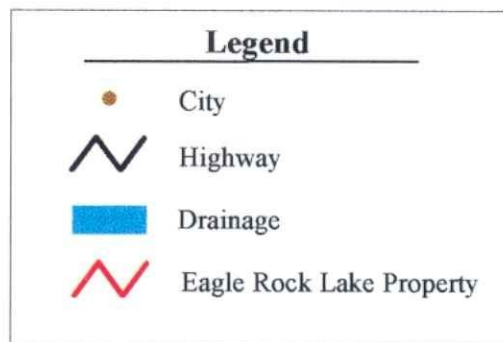 Legend
City
Highway
Drainage
Eagle Rock Lake Property